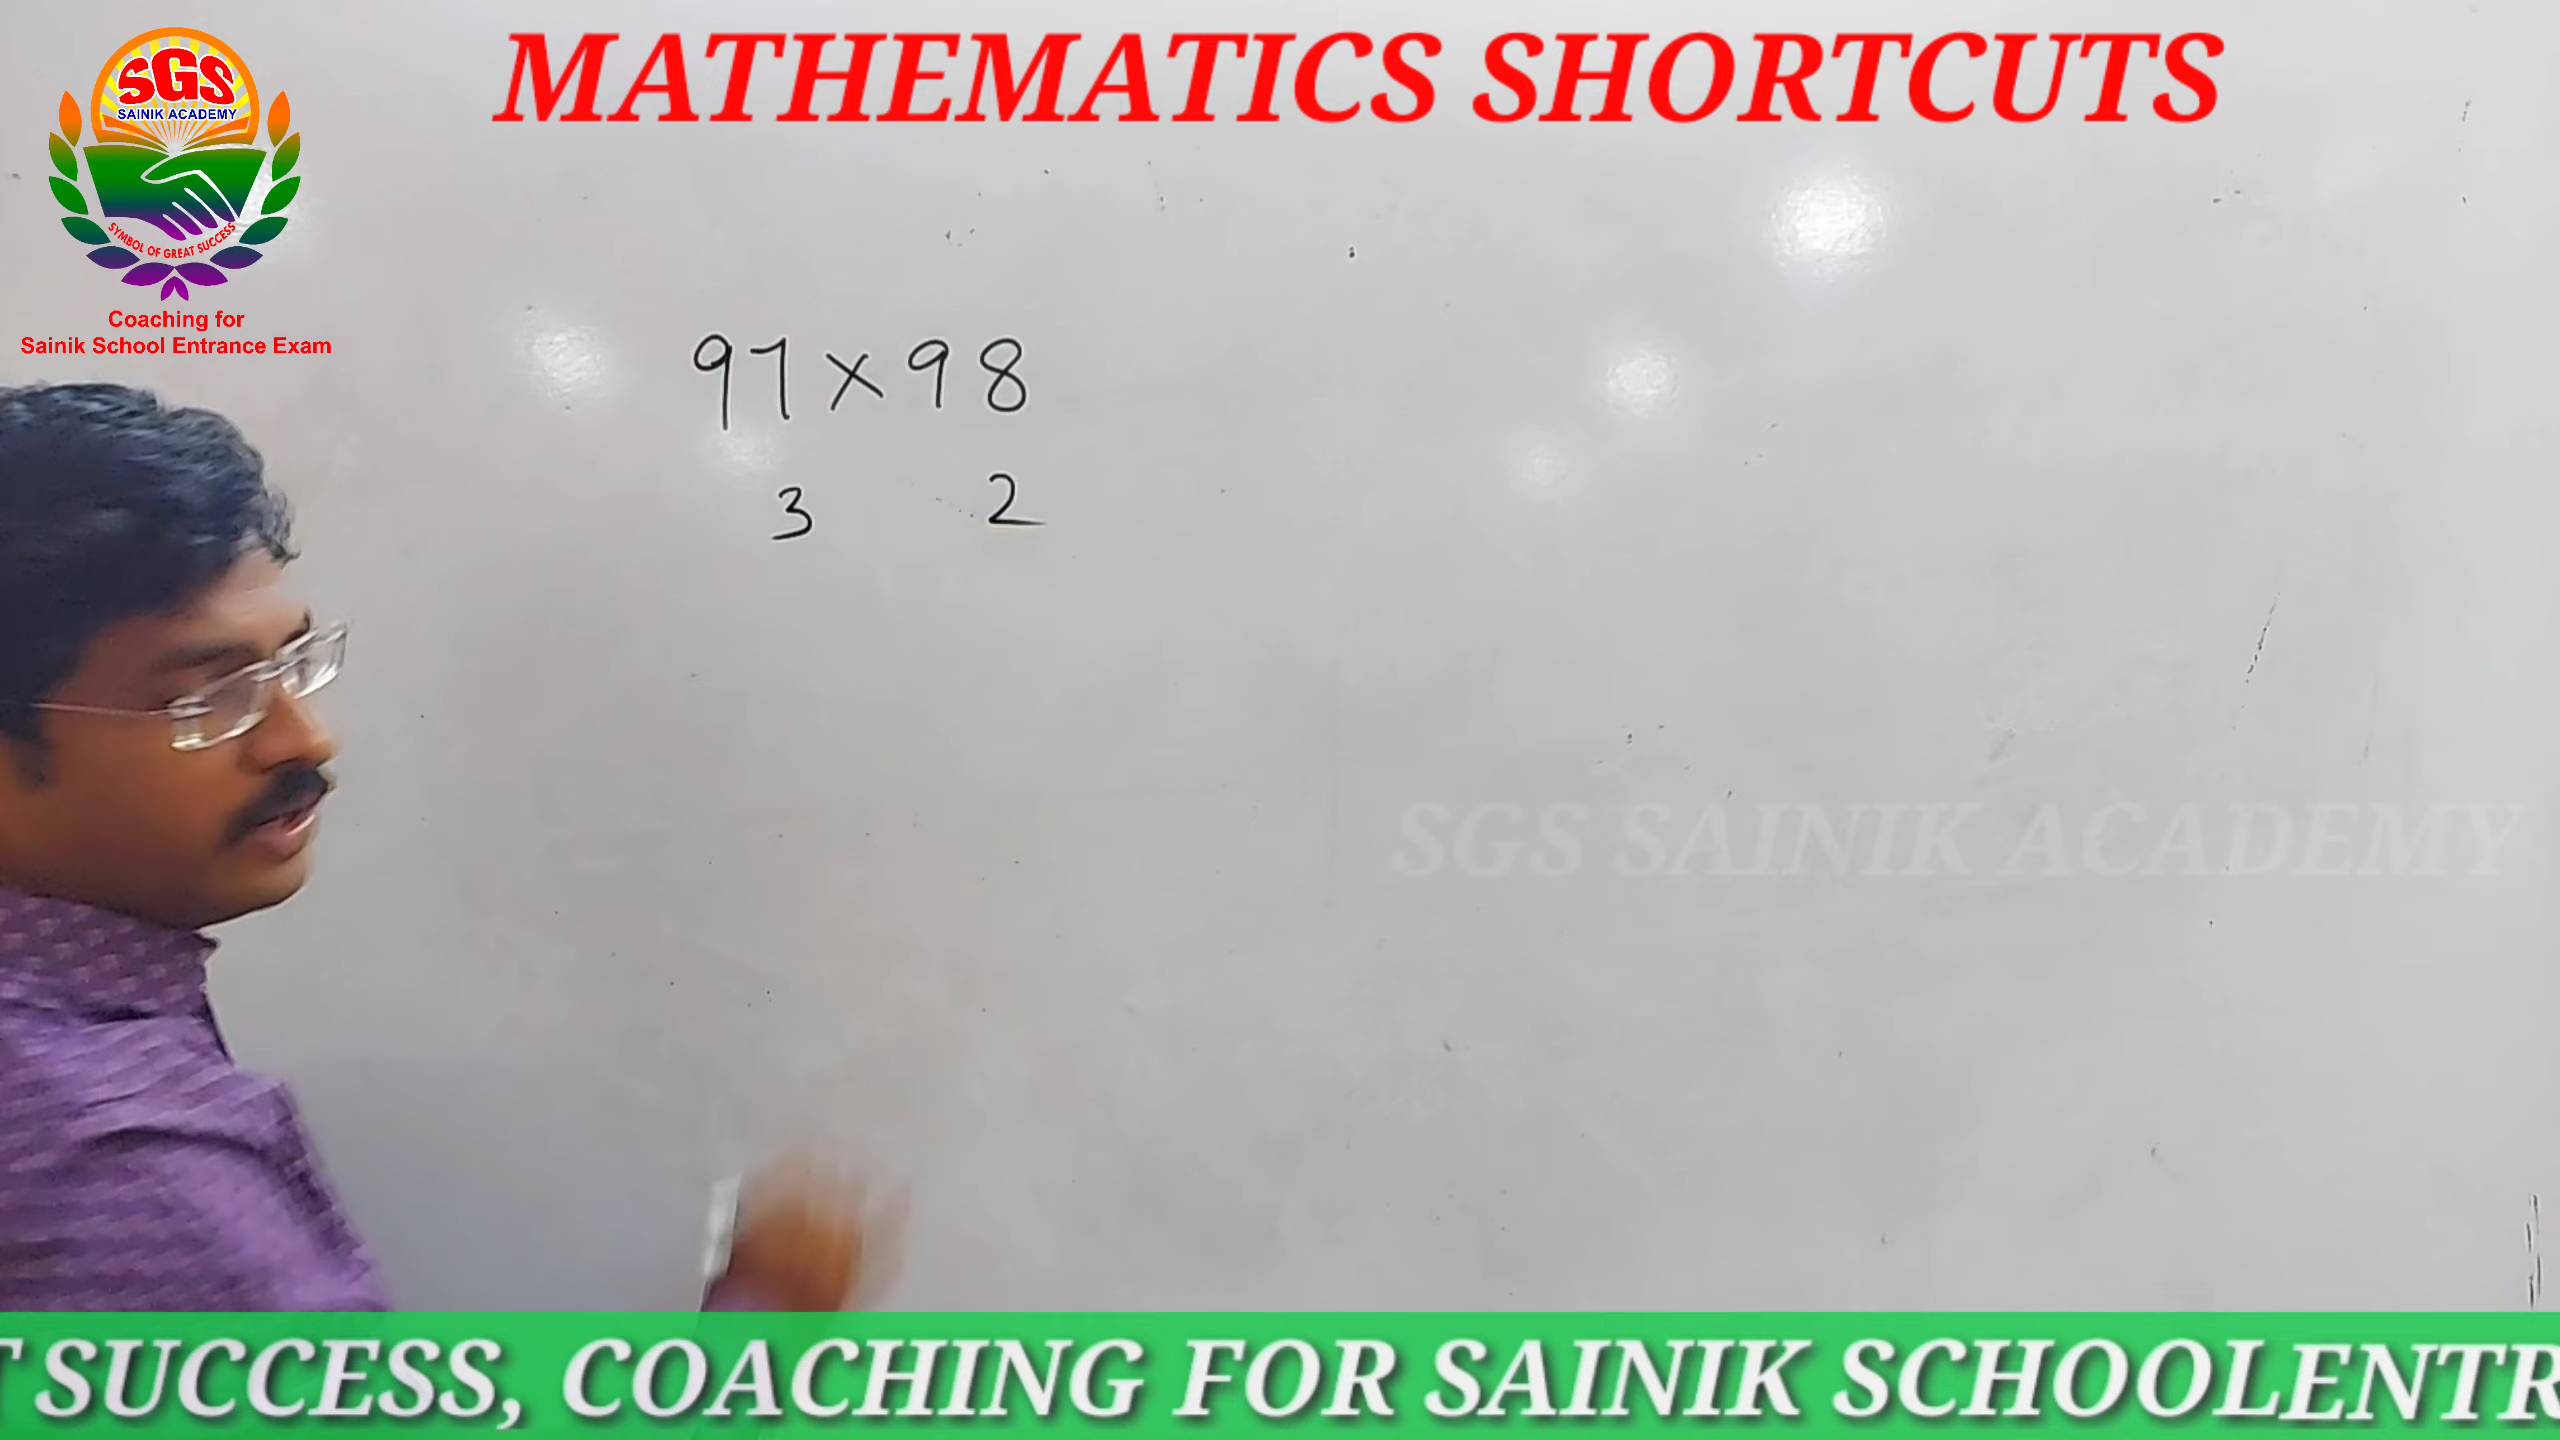 MATHEMATICS SHORTCUTS
SGS
SAINIK ACADEMY
SYMBOL OF GREAT SUCCESS
Coaching for
Sainik School Entrance Exam
97 × 98
3 2
SGS SAINIK ACADEMY
T SUCCESS, COACHING FOR SAINIK SCHOOLENTR